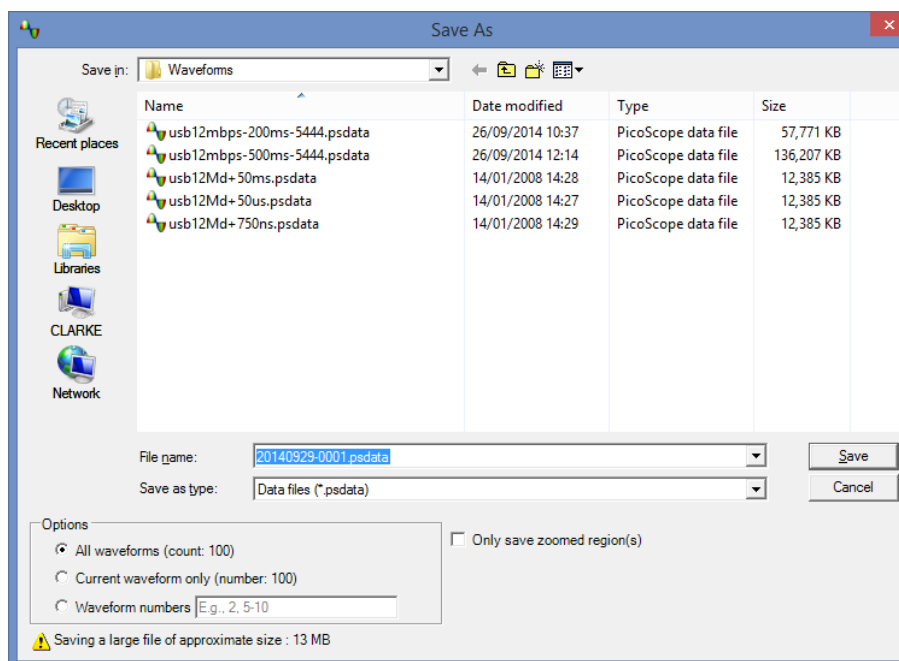 Save As
Save in: Waveforms
Recent places
Desktop
Libraries
CLARKE
Network
Name Date modified Type Size
usb12mbps-200ms-5444.psdata 26/09/2014 10:37 PicoScope data file 57,771 KB
usb12mbps-500ms-5444.psdata 26/09/2014 12:14 PicoScope data file 136,207 KB
usb12Md+50ms.psdata 14/01/2008 14:28 PicoScope data file 12,385 KB
usb12Md+50us.psdata 14/01/2008 14:27 PicoScope data file 12,385 KB
usb12Md+750ns.psdata 14/01/2008 14:29 PicoScope data file 12,385 KB
File name: 20140929-0001.psdata Save
Save as type: Data files (*.psdata) Cancel
Options
All waveforms (count: 100)
Current waveform only (number: 100)
Waveform numbers E.g., 2, 5-10
Only save zoomed region(s)
Saving a large file of approximate size : 13 MB